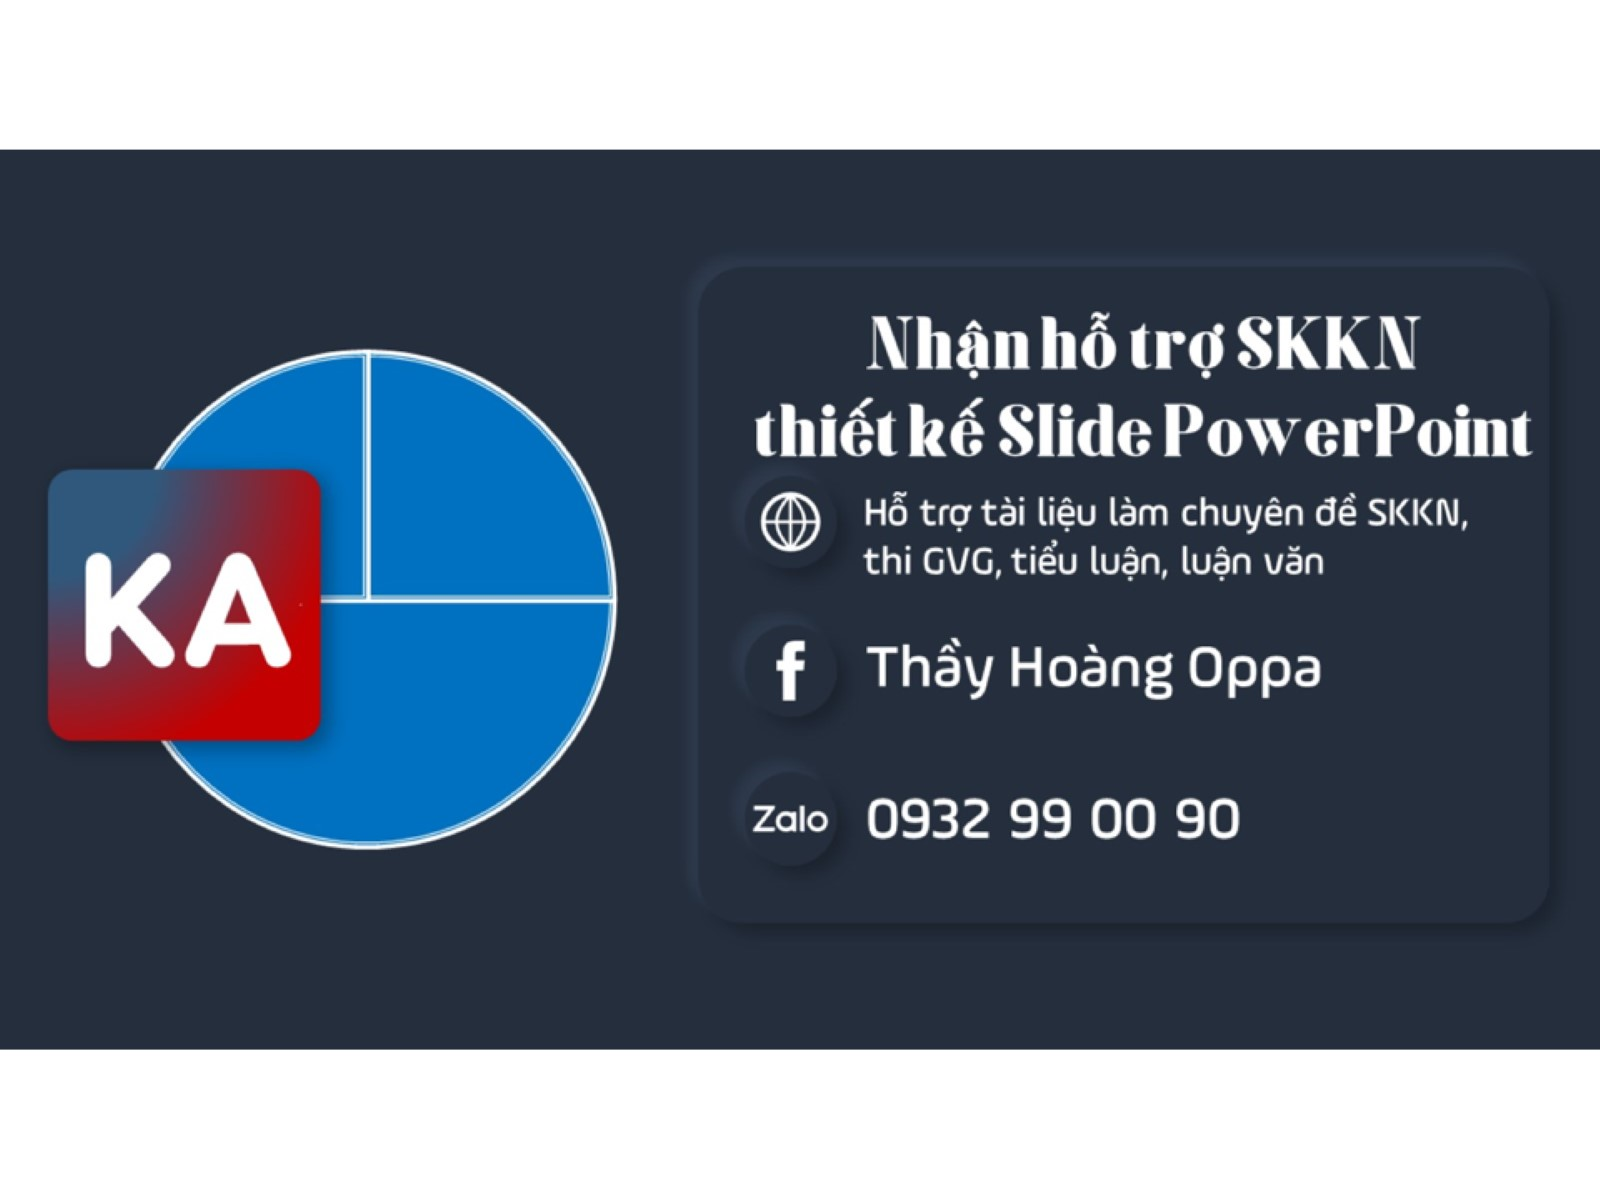 KA
Nhận hỗ trợ SKKN
thiết kế Slide PowerPoint
Hỗ trợ tài liệu làm chuyên đề SKKN,
thi GVG, tiểu luận, luận văn
f
Thầy Hoàng Oppa
Zalo
0932 99 00 90